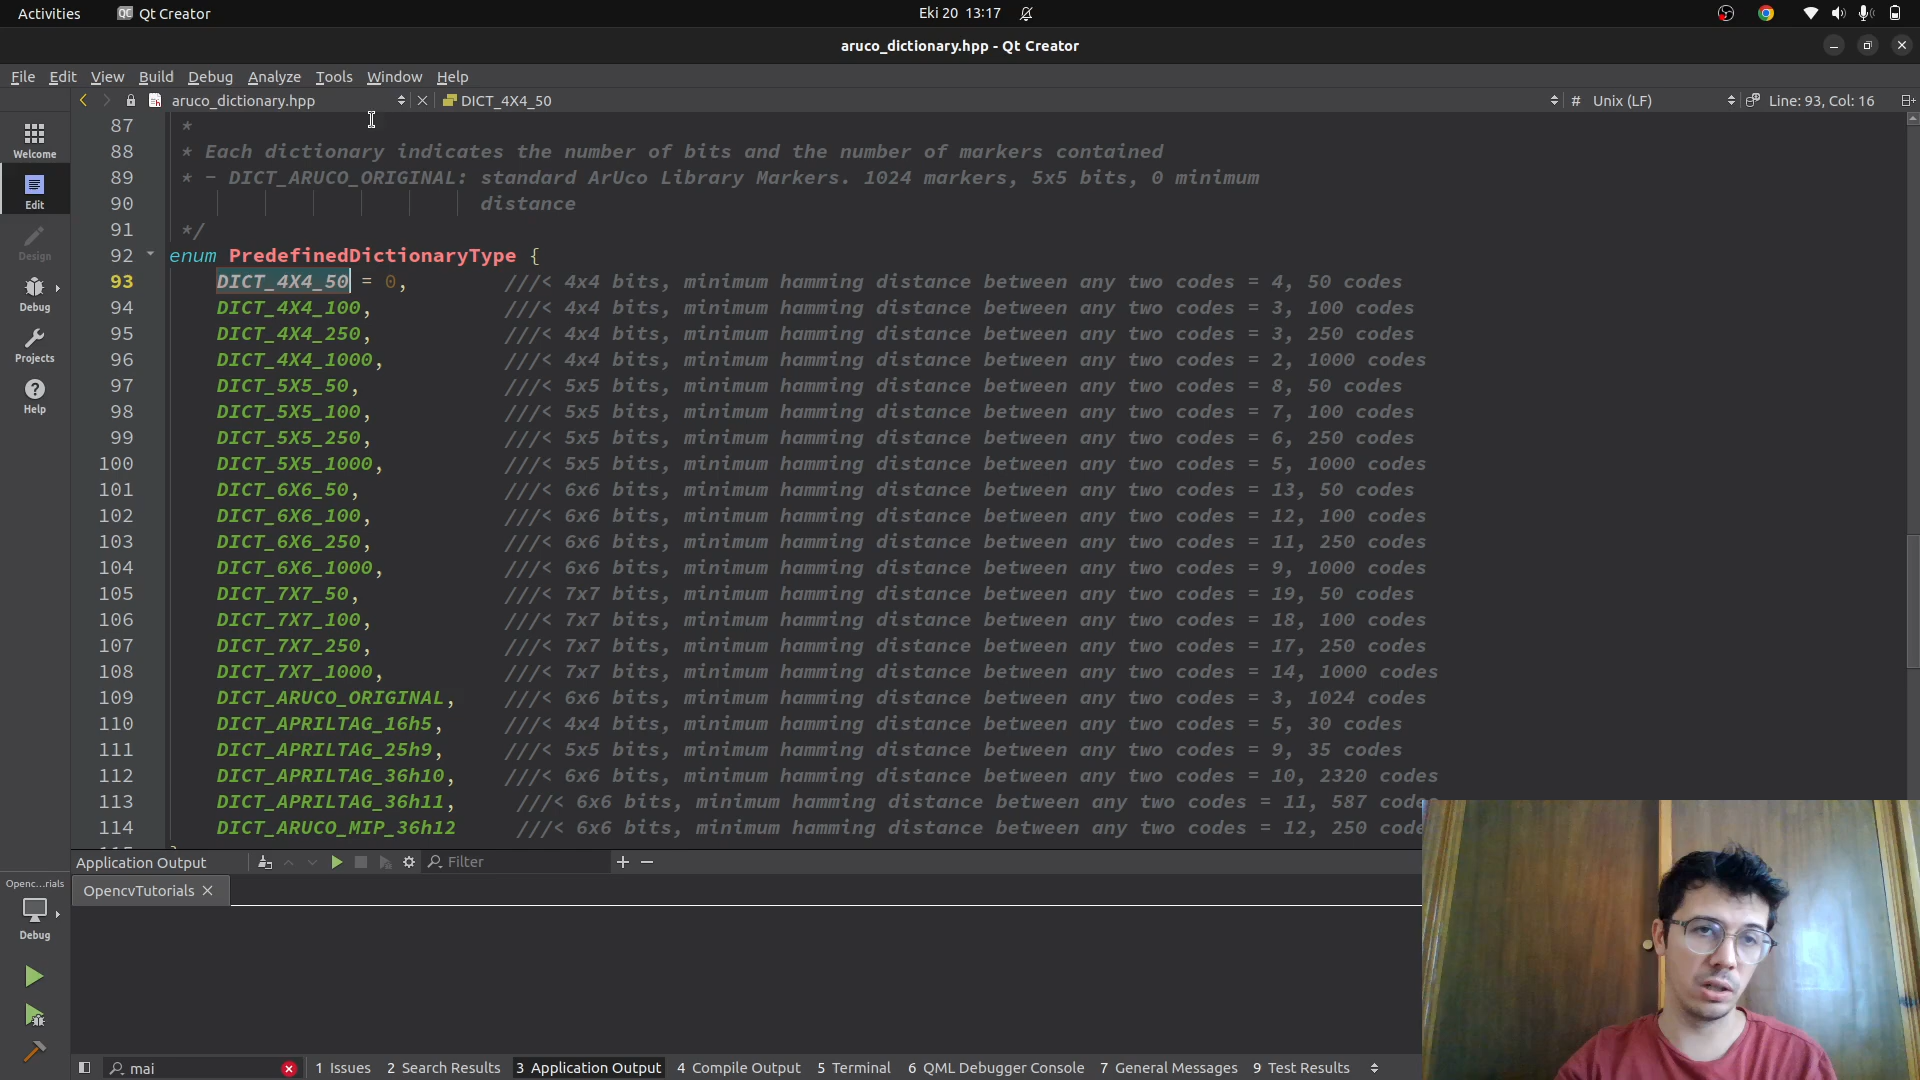 Activities Qt Creator Eki 20 13:17
aruco_dictionary.hpp - Qt Creator
File Edit View Build Debug Analyze Tools Window Help
aruco_dictionary.hpp DICT_4X4_50 # Unix (LF) Line: 93, Col: 16
87 *
88 * Each dictionary indicates the number of bits and the number of markers contained
89 * - DICT_ARUCO_ORIGINAL: standard ArUco Library Markers. 1024 markers, 5x5 bits, 0 minimum
90 distance
91 */
92 enum PredefinedDictionaryType {
93 DICT_4X4_50 = 0, ///< 4x4 bits, minimum hamming distance between any two codes = 4, 50 codes
94 DICT_4X4_100, ///< 4x4 bits, minimum hamming distance between any two codes = 3, 100 codes
95 DICT_4X4_250, ///< 4x4 bits, minimum hamming distance between any two codes = 3, 250 codes
96 DICT_4X4_1000, ///< 4x4 bits, minimum hamming distance between any two codes = 2, 1000 codes
97 DICT_5X5_50, ///< 5x5 bits, minimum hamming distance between any two codes = 8, 50 codes
98 DICT_5X5_100, ///< 5x5 bits, minimum hamming distance between any two codes = 7, 100 codes
99 DICT_5X5_250, ///< 5x5 bits, minimum hamming distance between any two codes = 6, 250 codes
100 DICT_5X5_1000, ///< 5x5 bits, minimum hamming distance between any two codes = 5, 1000 codes
101 DICT_6X6_50, ///< 6x6 bits, minimum hamming distance between any two codes = 13, 50 codes
102 DICT_6X6_100, ///< 6x6 bits, minimum hamming distance between any two codes = 12, 100 codes
103 DICT_6X6_250, ///< 6x6 bits, minimum hamming distance between any two codes = 11, 250 codes
104 DICT_6X6_1000, ///< 6x6 bits, minimum hamming distance between any two codes = 9, 1000 codes
105 DICT_7X7_50, ///< 7x7 bits, minimum hamming distance between any two codes = 19, 50 codes
106 DICT_7X7_100, ///< 7x7 bits, minimum hamming distance between any two codes = 18, 100 codes
107 DICT_7X7_250, ///< 7x7 bits, minimum hamming distance between any two codes = 17, 250 codes
108 DICT_7X7_1000, ///< 7x7 bits, minimum hamming distance between any two codes = 14, 1000 codes
109 DICT_ARUCO_ORIGINAL, ///< 6x6 bits, minimum hamming distance between any two codes = 3, 1024 codes
110 DICT_APRILTAG_16h5, ///< 4x4 bits, minimum hamming distance between any two codes = 5, 30 codes
111 DICT_APRILTAG_25h9, ///< 5x5 bits, minimum hamming distance between any two codes = 9, 35 codes
112 DICT_APRILTAG_36h10, ///< 6x6 bits, minimum hamming distance between any two codes = 10, 2320 codes
113 DICT_APRILTAG_36h11, ///< 6x6 bits, minimum hamming distance between any two codes = 11, 587 code
114 DICT_ARUCO_MIP_36h12 ///< 6x6 bits, minimum hamming distance between any two codes = 12, 250 code
Welcome
Edit
Design
Debug
Projects
Help
Openc...rials
Debug
Application Output Filter
OpencvTutorials
mai 1 Issues 2 Search Results 3 Application Output 4 Compile Output 5 Terminal 6 QML Debugger Console 7 General Messages 9 Test Results